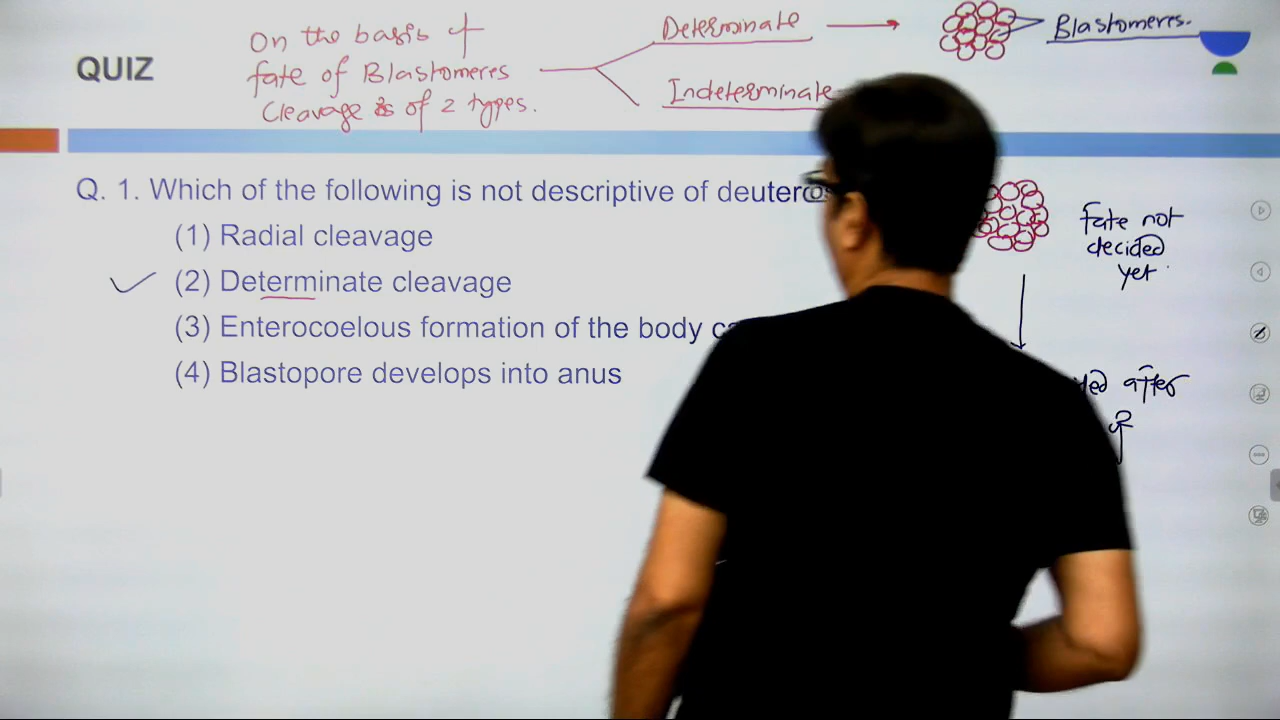 QUIZ
On the basis of
fate of Blastomeres
Cleavage is of 2 types.
Determinate
Indeterminate
Blastomeres.
Q. 1. Which of the following is not descriptive of
(1) Radial cleavage
(2) Determinate cleavage
(3) Enterocoelous formation of the body
(4) Blastopore develops into anus
Fate not
decided
yet.
after
of